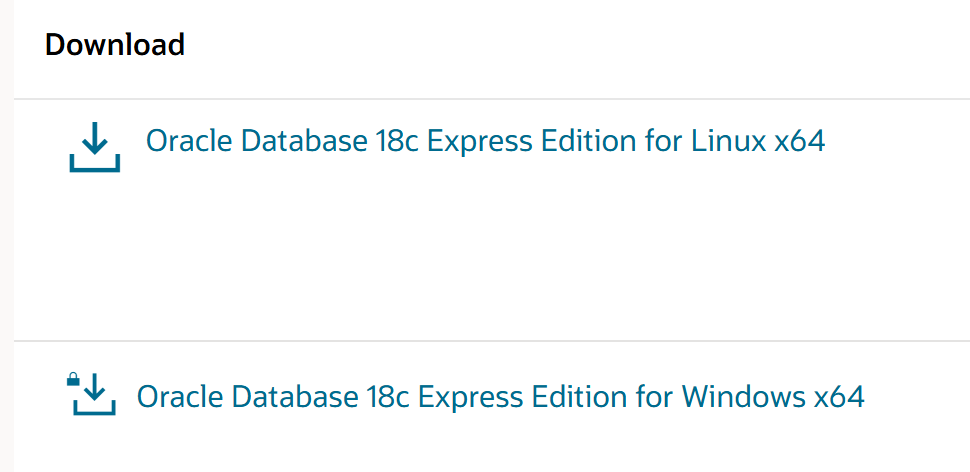 Download
Oracle Database 18c Express Edition for Linux x64
Oracle Database 18c Express Edition for Windows x64